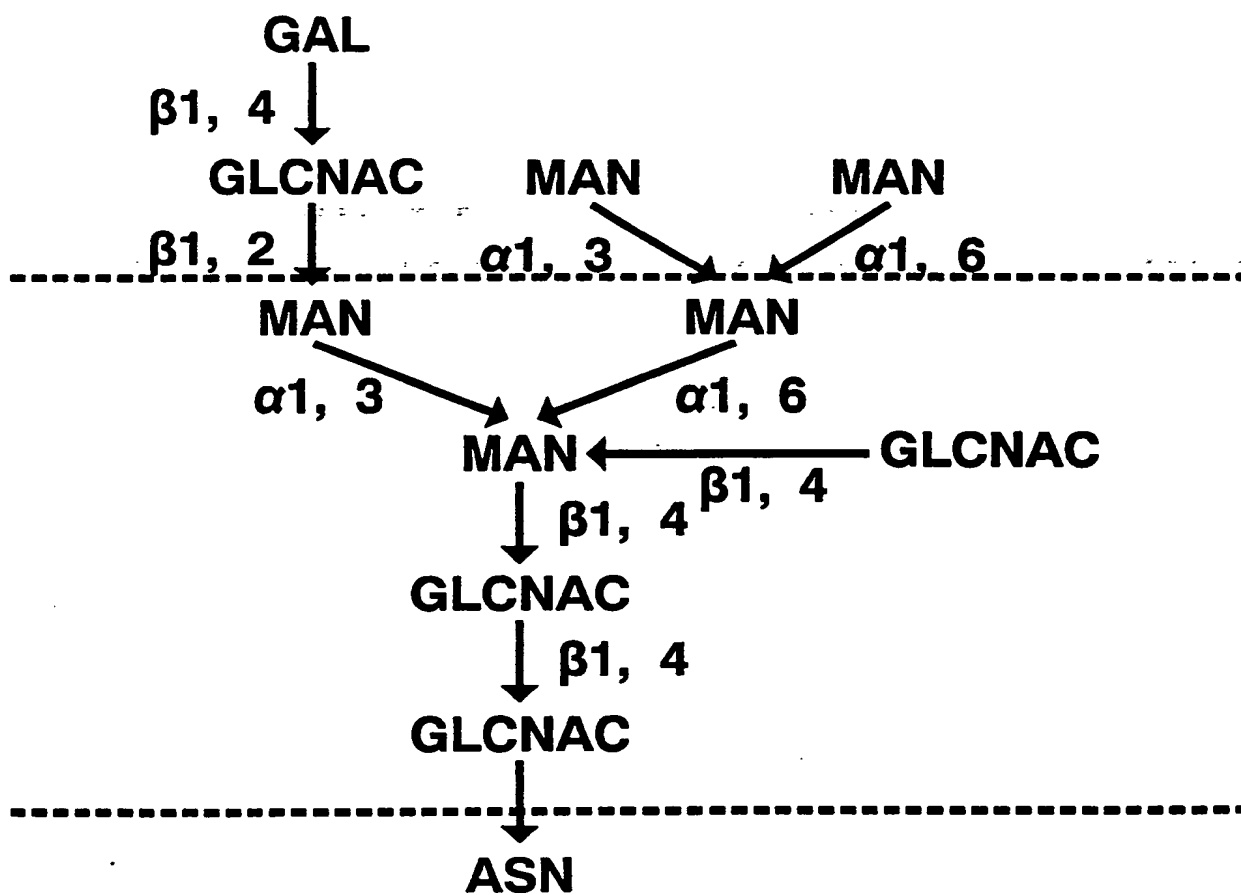 GAL
β1, 4
GLCNAC MAN MAN
β1, 2 α1, 3 α1, 6
MAN MAN
α1, 3 α1, 6
MAN GLCNAC
β1, 4
β1, 4
GLCNAC
β1, 4
GLCNAC
ASN